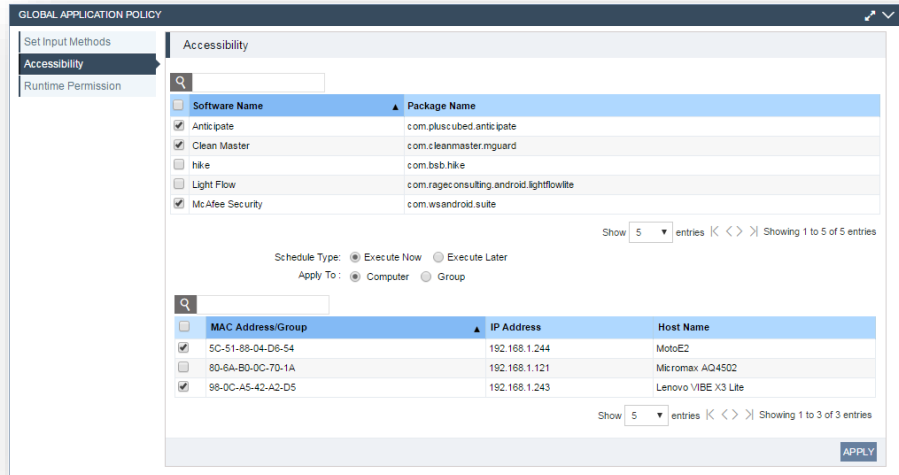 GLOBAL APPLICATION POLICY
Set Input Methods
Accessibility
Runtime Permission
Accessibility
Software Name Package Name
Anticipate com.pluscubed.anticipate
Clean Master com.cleanmaster.mguard
hike com.bsb.hike
Light Flow com.rageconsulting.android.lightflowlite
McAfee Security com.wsandroid.suite
Show 5 entries Showing 1 to 5 of 5 entries
Schedule Type: Execute Now Execute Later
Apply To : Computer Group
MAC Address/Group IP Address Host Name
5C-51-88-04-D6-54 192.168.1.244 MotoE2
80-6A-B0-0C-70-1A 192.168.1.121 Micromax AQ4502
98-0C-A5-42-A2-D5 192.168.1.243 Lenovo VIBE X3 Lite
Show 5 entries Showing 1 to 3 of 3 entries
APPLY